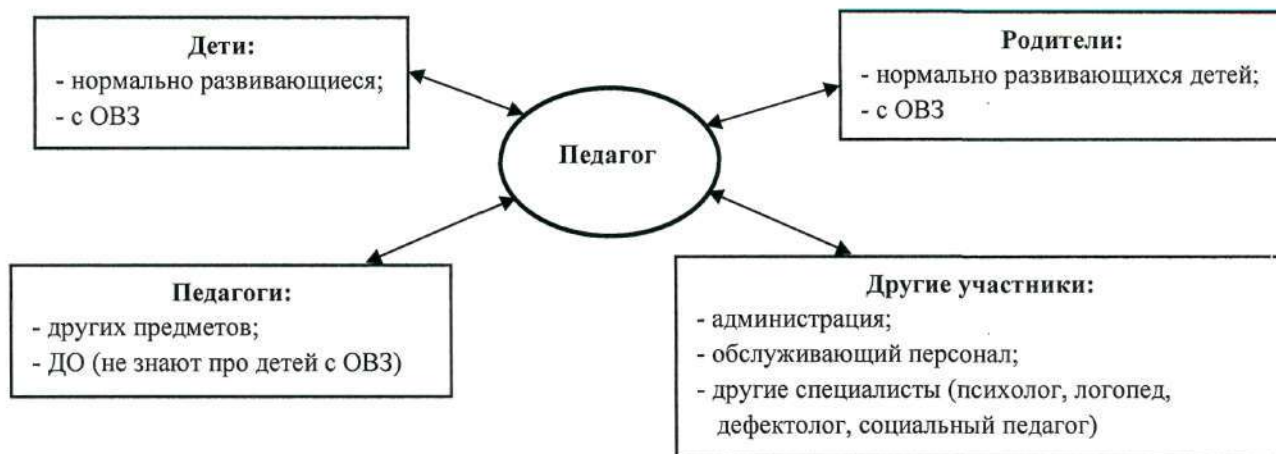 Дети:
- нормально развивающиеся;
- с ОВЗ
Родители:
- нормально развивающихся детей;
- с ОВЗ
Педагог
Педагоги:
- других предметов;
- ДО (не знают про детей с ОВЗ)
Другие участники:
- администрация;
- обслуживающий персонал;
- другие специалисты (психолог, логопед,
дефектолог, социальный педагог)